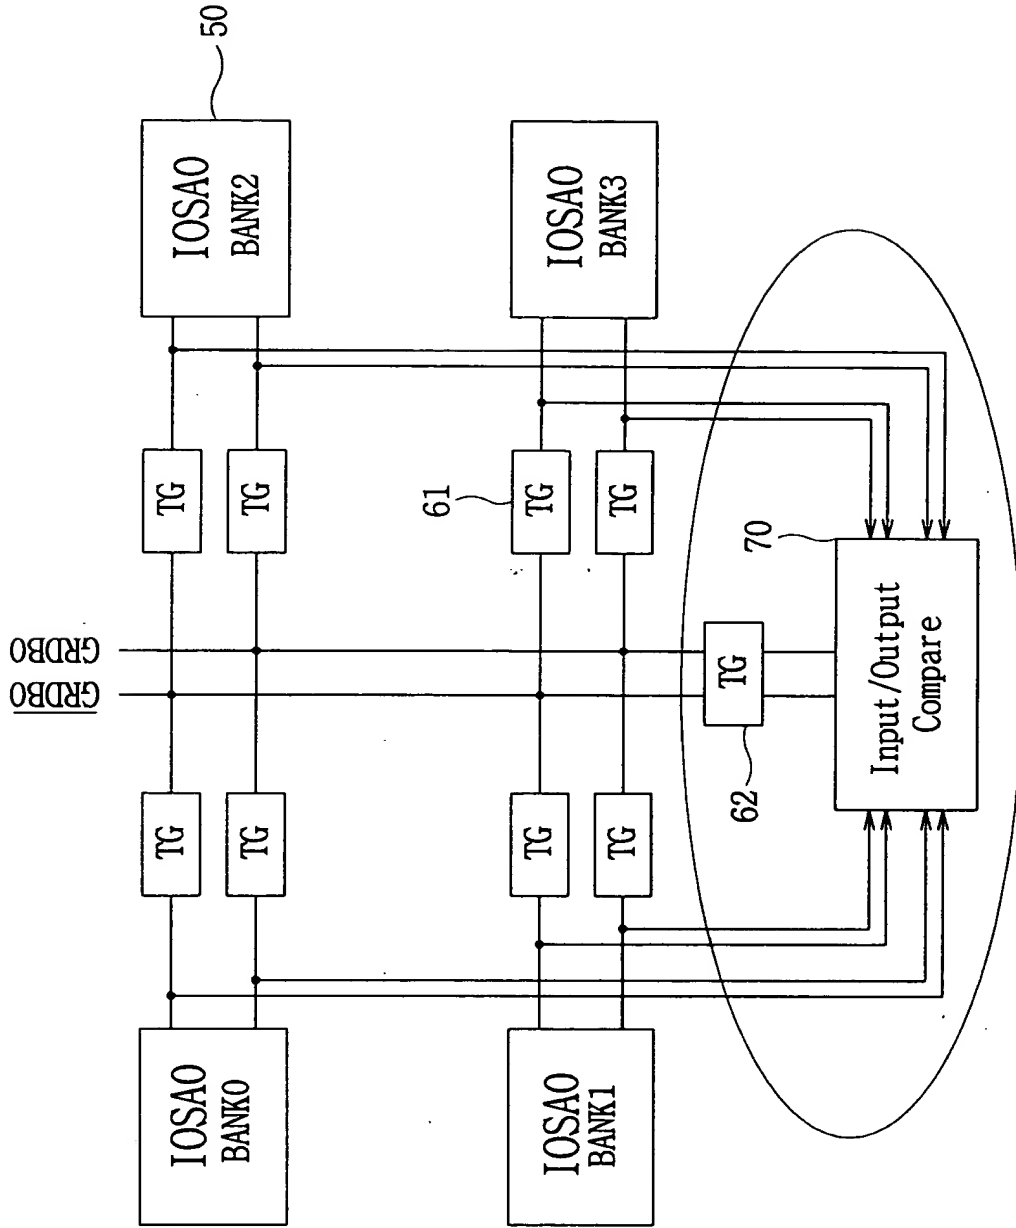 50
IOSA0
BANK2
IOSA0
BANK0
TG
TG
TG
TG
GRDB0
GRDB0
IOSA0
BANK3
IOSA0
BANK1
61
TG
TG
TG
TG
TG
62
70
Input/Output
Compare